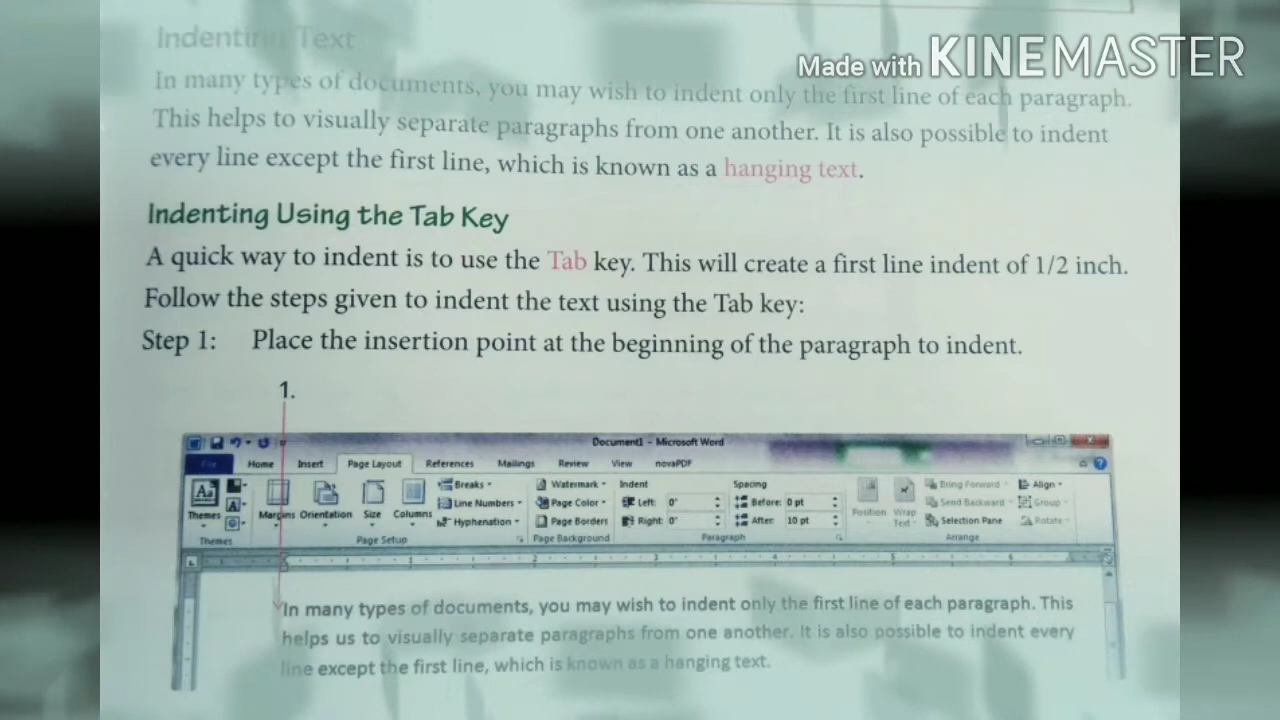 Indenting Text
Made with KINEMASTER
In many types of documents, you may wish to indent only the first line of each paragraph.
This helps to visually separate paragraphs from one another. It is also possible to indent
every line except the first line, which is known as a hanging text.
Indenting Using the Tab Key
A quick way to indent is to use the Tab key. This will create a first line indent of 1/2 inch.
Follow the steps given to indent the text using the Tab key:
Step 1: Place the insertion point at the beginning of the paragraph to indent.
1.
Document1 - Microsoft Word
File Home Insert Page Layout References Mailings Review View novaPDF
Breaks Watermark Indent Spacing Bring Forward Align
Line Numbers Page Color Left: 0" Before: 0 pt Send Backward Group
Themes Margins Orientation Size Columns Hyphenation Page Borders Right: 0" After: 10 pt Position Wrap Text Selection Pane Rotate
Themes Page Setup Page Background Paragraph Arrange
1 2 3 4 5 6
In many types of documents, you may wish to indent only the first line of each paragraph. This
helps us to visually separate paragraphs from one another. It is also possible to indent every
line except the first line, which is known as a hanging text.